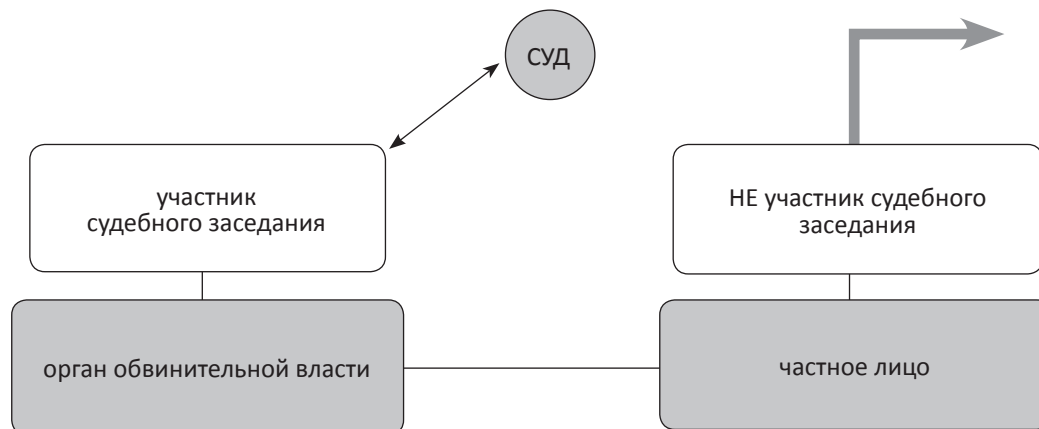 СУД
участник
судебного заседания
НЕ участник судебного
заседания
орган обвинительной власти
частное лицо